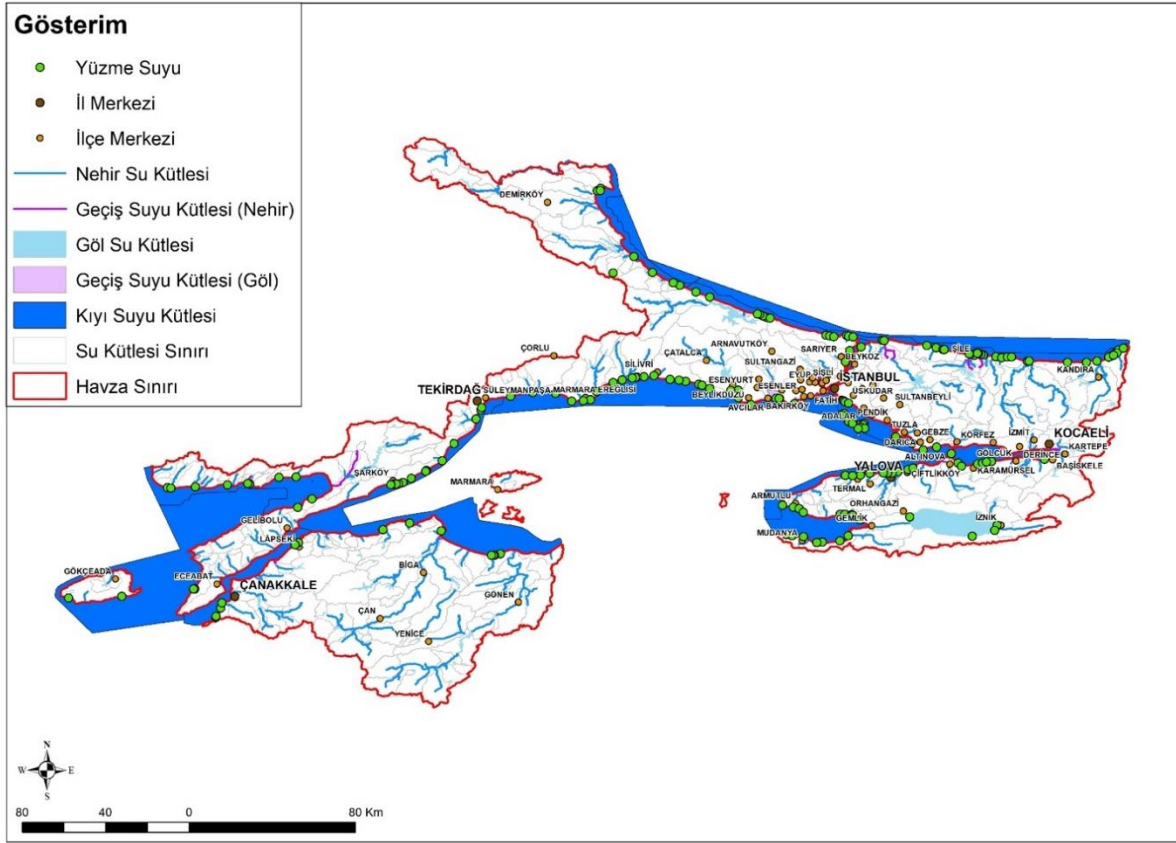 Gösterim
Yüzme Suyu
İl Merkezi
İlçe Merkezi
Nehir Su Kütlesi
Geçiş Suyu Kütlesi (Nehir)
Göl Su Kütlesi
Geçiş Suyu Kütlesi (Göl)
Kıyı Suyu Kütlesi
Su Kütlesi Sınırı
Havza Sınırı
DEMİRKÖY
ÇORLU
SİLİVRİ
ÇATALCA
ARNAVUTKÖY
SULTANGAZİ
SARIYER
BEYKOZ
ŞİLE
KANDIRA
TEKİRDAĞ
SÜLEYMANPAŞA
MARMARA EREGLİSİ
ESENYURT
BEYLİKDÜZÜ
ESENLER
EYÜP
ŞİŞLİ
İSTANBUL
AVCILAR
BAKIRKÖY
FATİH
ÜSKÜDAR
SULTANBEYLİ
ADALAR
PENDİK
TUZLA
GEBZE
DARICA
KÖRFEZ
İZMİT
KOCAELİ
KARTEPE
GÖLCÜK
DERİNCE
BAŞİSKELE
ALTINOVA
KARAMÜRSEL
YALOVA
ÇİFTLİKKÖY
TERMAL
ARMUTLU
ORHANGAZİ
GEMLİK
İZNİK
MUDANYA
ŞARKÖY
MARMARA
GELİBOLU
LAPSEKİ
GÖKÇEADA
ECEABAT
ÇANAKKALE
BİGA
GÖNEN
ÇAN
YENİCE
N
W E
S
80 40 0 80 Km